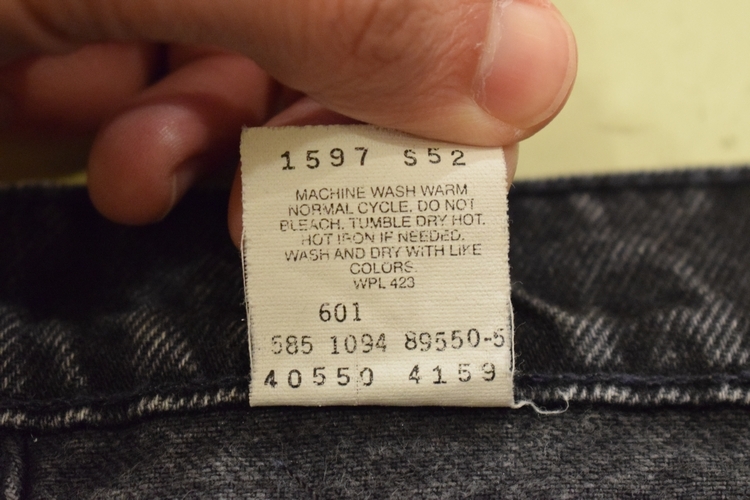 1597 S52
MACHINE WASH WARM
NORMAL CYCLE. DO NOT
BLEACH. TUMBLE DRY HOT.
HOT IRON IF NEEDED.
WASH AND DRY WITH LIKE
COLORS.
WPL 423
601
585 1094 89550-5
40550 4159